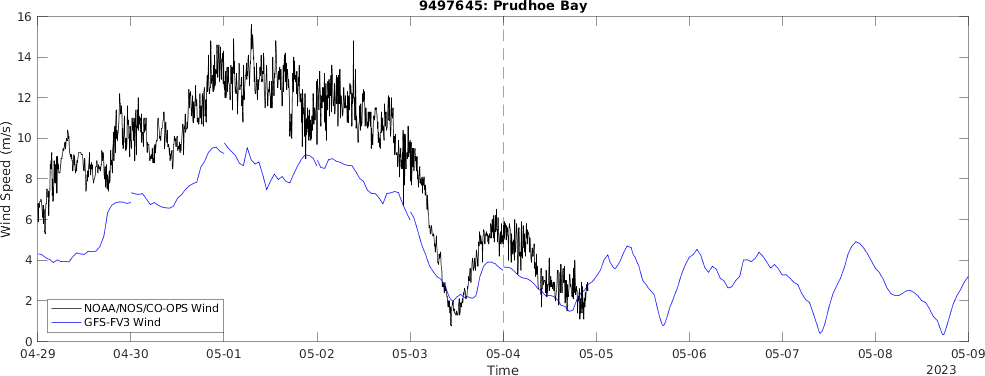 9497645: Prudhoe Bay
Wind Speed (m/s)
16
14
12
10
8
6
4
2
0
NOAA/NOS/CO-OPS Wind
GFS-FV3 Wind
04-29 04-30 05-01 05-02 05-03 05-04 05-05 05-06 05-07 05-08 05-09
Time
2023